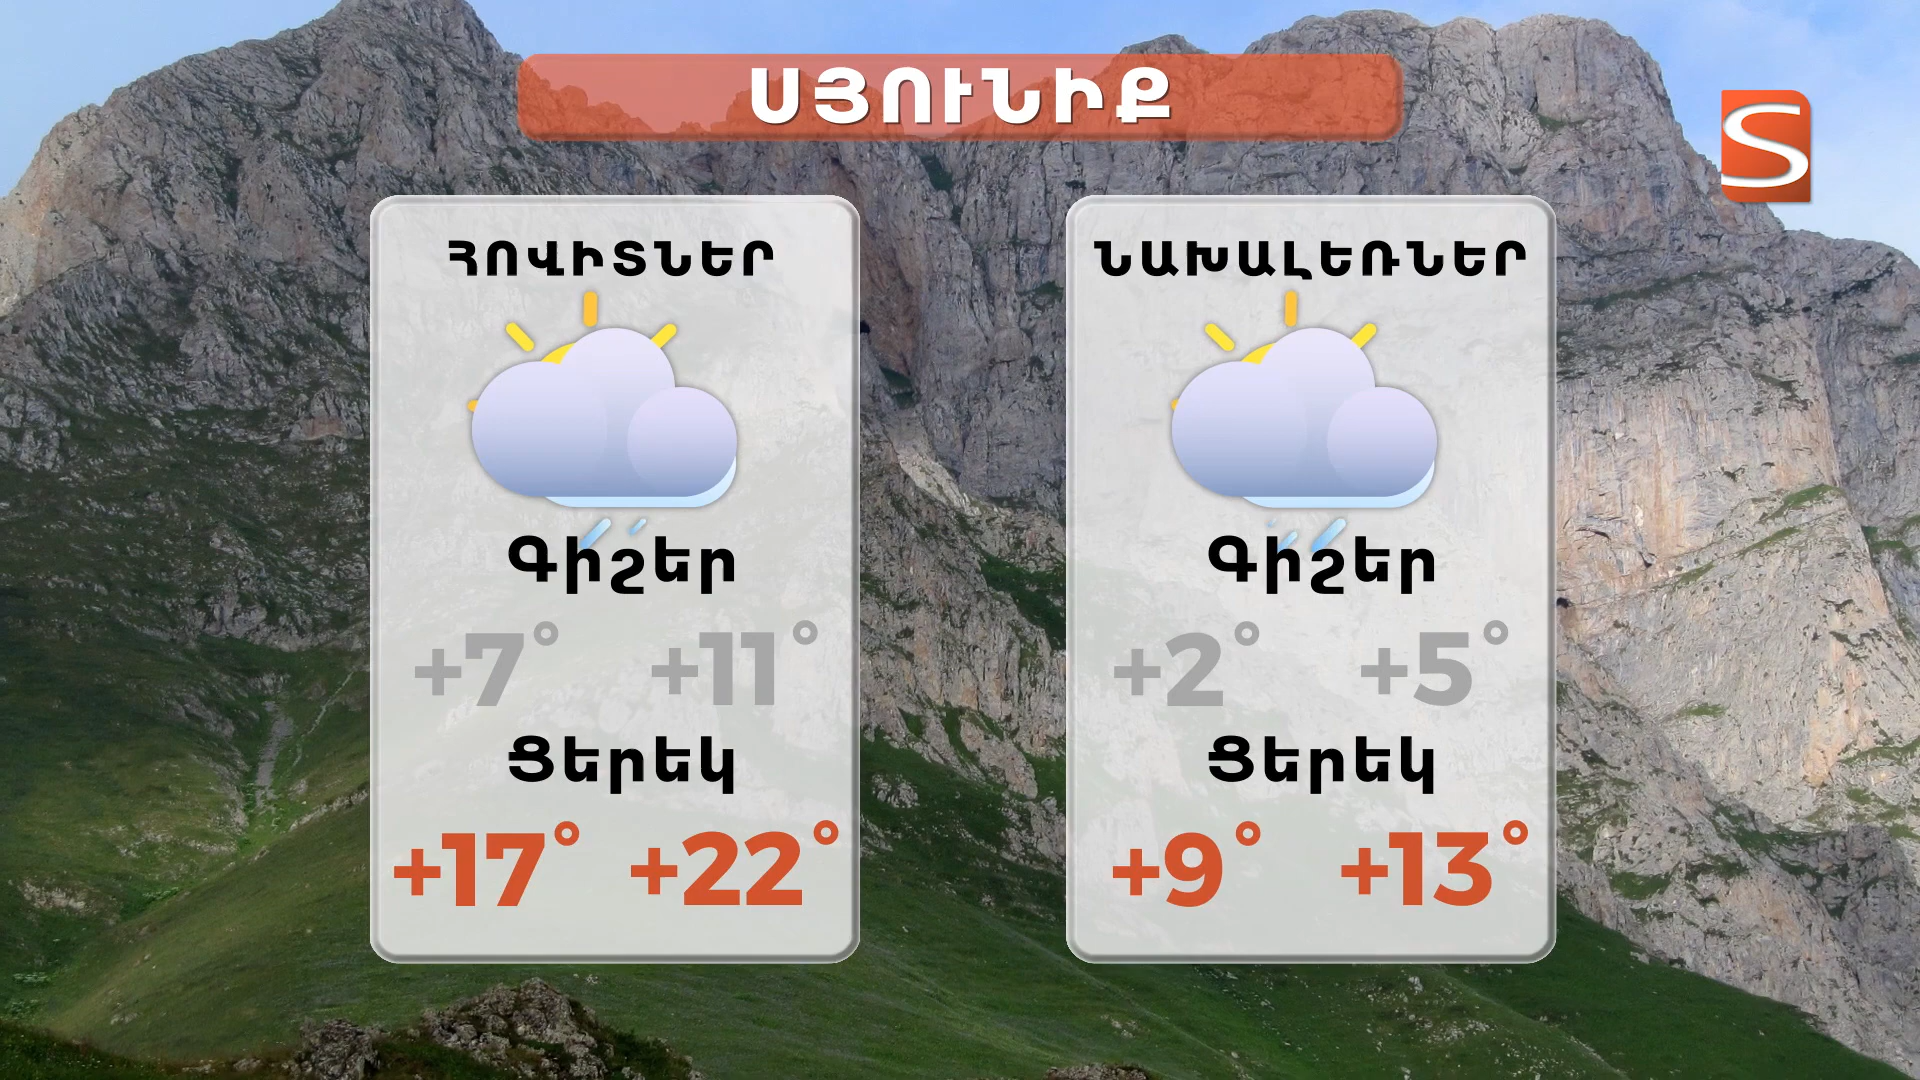 ՍՅՈՒՆԻՔ
S
ՀՈՎԻՏՆԵՐ
Գիշեր
+7° +11°
Ցերեկ
+17° +22°
ՆԱԽԱԼԵՌՆԵՐ
Գիշեր
+2° +5°
Ցերեկ
+9° +13°